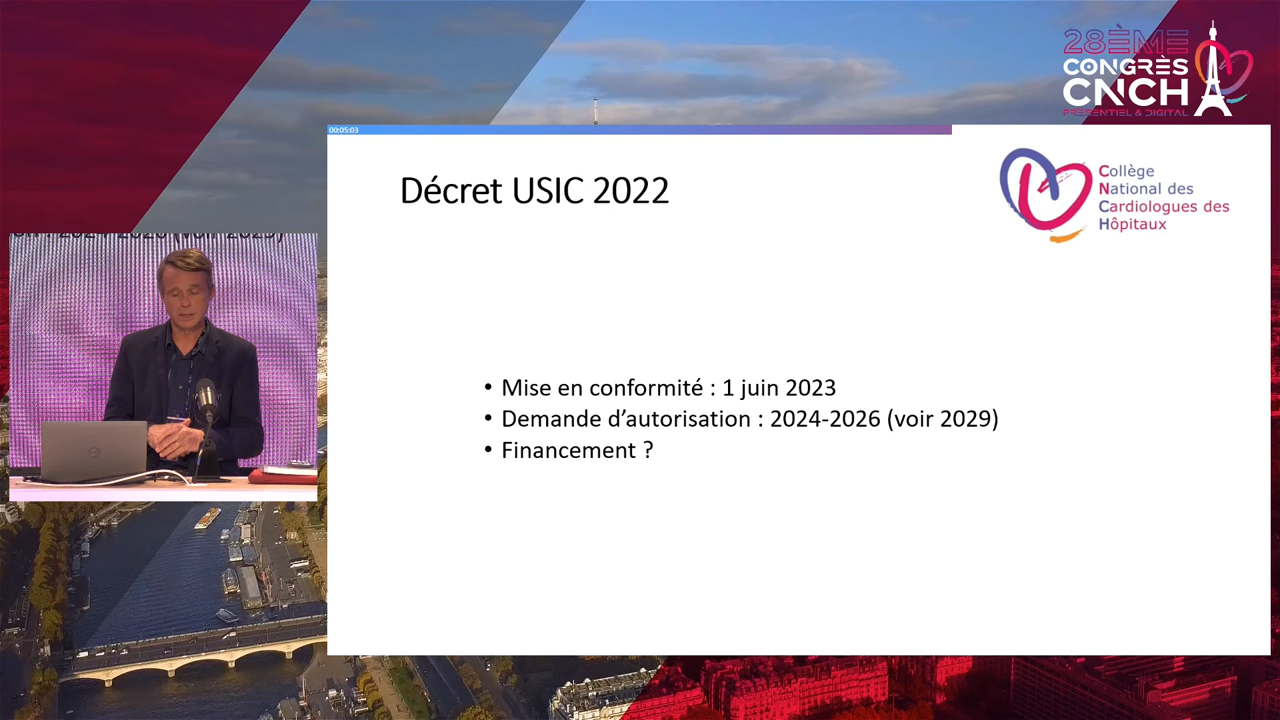 28ÈME
CONGRÈS
CNCH
PRÉSENTIEL & DIGITAL
00:05:03
Décret USIC 2022
Collège
National des
Cardiologues des
Hôpitaux
• Mise en conformité : 1 juin 2023
• Demande d’autorisation : 2024-2026 (voir 2029)
• Financement ?